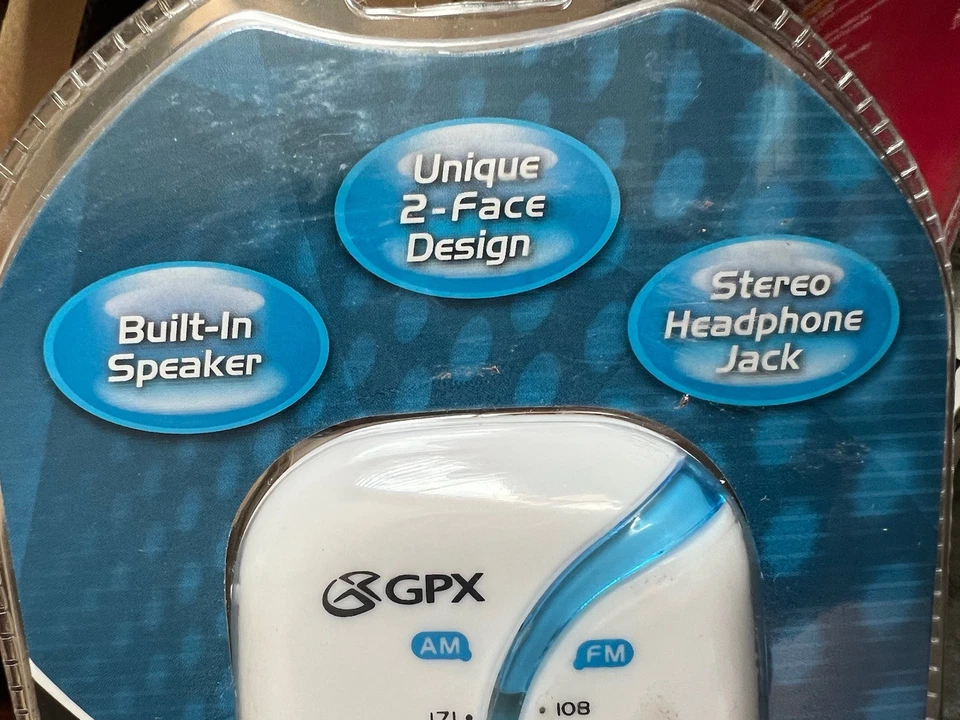 Unique
2-Face
Design
Built-In
Speaker
Stereo
Headphone
Jack
GPX
AM
FM
171
108